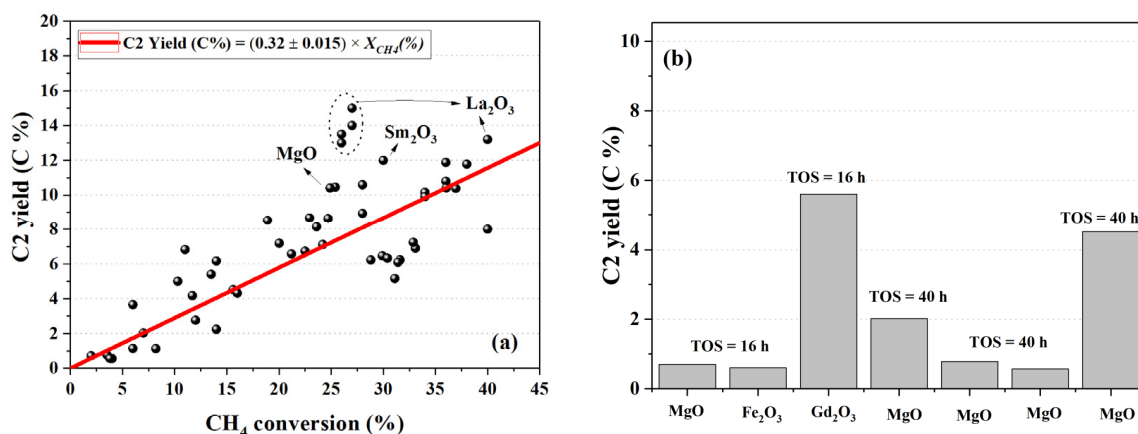 C2 Yield (C%) = (0.32 ± 0.015) × X_CH4(%)
La₂O₃
Sm₂O₃
MgO
(a)
C2 yield (C %)
20
18
16
14
12
10
8
6
4
2
0
0 5 10 15 20 25 30 35 40 45
CH₄ conversion (%)
(b)
C2 yield (C %)
10
8
6
4
2
0
TOS = 16 h
TOS = 16 h
TOS = 40 h
TOS = 40 h
TOS = 40 h
MgO Fe₂O₃ Gd₂O₃ MgO MgO MgO MgO